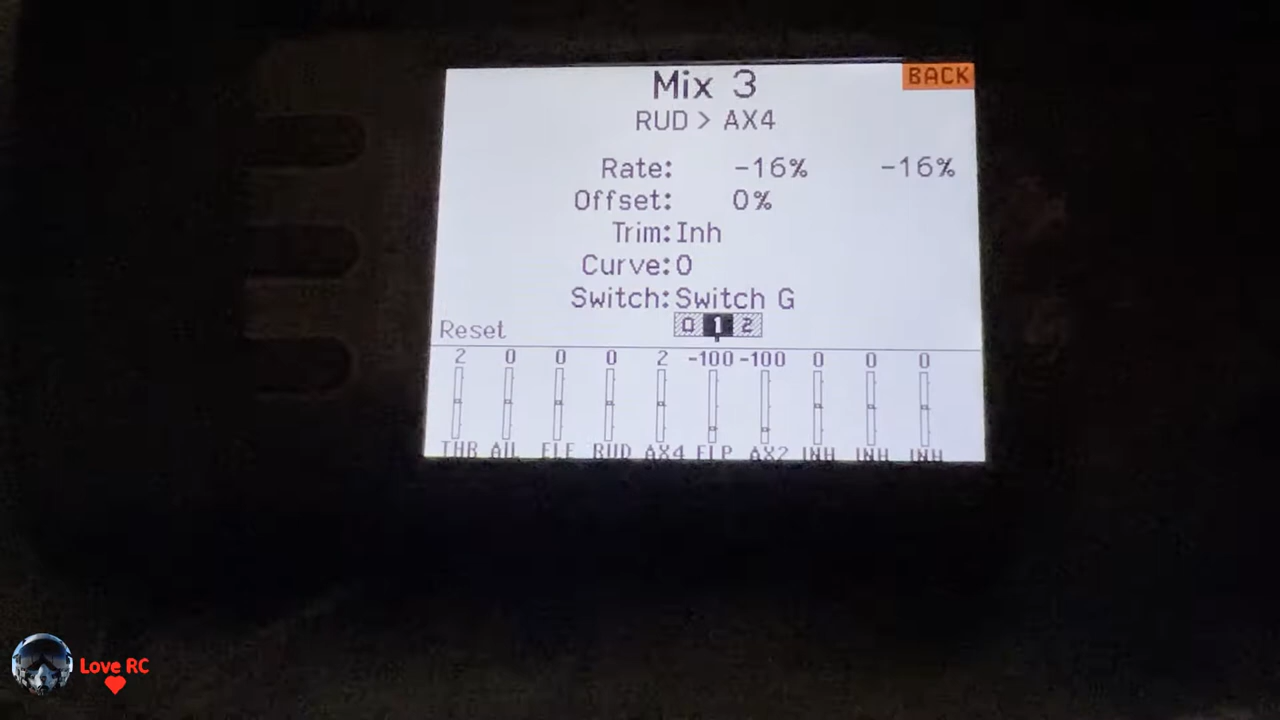 Mix 3
BACK
RUD > AX4
Rate: -16% -16%
Offset: 0%
Trim: Inh
Curve: 0
Switch: Switch G
0 1 2
Reset
2 0 0 0 2 -100 -100 0 0 0
THR AIL ELE RUD AX4 FLP AX2 INH INH INH
Love RC